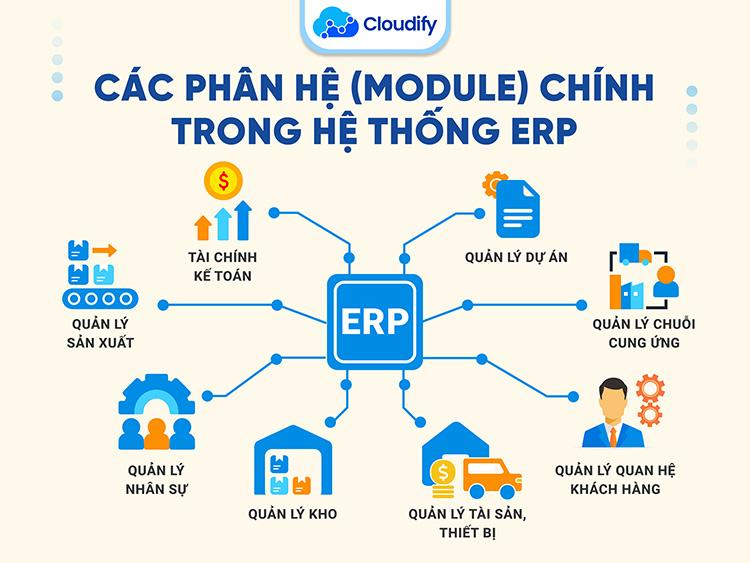 Cloudify
CÁC PHÂN HỆ (MODULE) CHÍNH
TRONG HỆ THỐNG ERP
$
TÀI CHÍNH
KẾ TOÁN
QUẢN LÝ DỰ ÁN
QUẢN LÝ
SẢN XUẤT
ERP
QUẢN LÝ CHUỖI
CUNG ỨNG
QUẢN LÝ
NHÂN SỰ
QUẢN LÝ KHO
$
QUẢN LÝ TÀI SẢN,
THIẾT BỊ
QUẢN LÝ QUAN HỆ
KHÁCH HÀNG